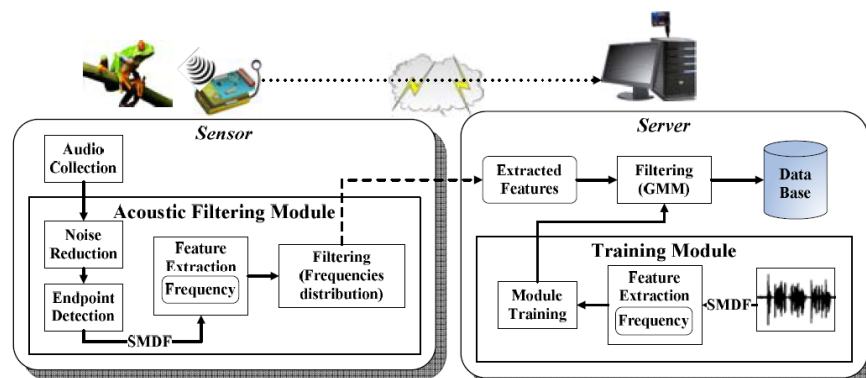 Sensor
Audio
Collection
Acoustic Filtering Module
Noise
Reduction
Endpoint
Detection
SMDF
Feature
Extraction
Frequency
Filtering
(Frequencies
distribution)
Server
Extracted
Features
Filtering
(GMM)
Data
Base
Training Module
Module
Training
Feature
Extraction
Frequency
SMDF